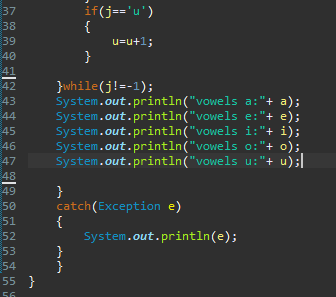 37 if(j=='u')
38 {
39 u=u+1;
40 }
41
42 }while(j!=-1);
43 System.out.println("vowels a:"+ a);
44 System.out.println("vowels e:"+ e);
45 System.out.println("vowels i:"+ i);
46 System.out.println("vowels o:"+ o);
47 System.out.println("vowels u:"+ u);
48
49 }
50 catch(Exception e)
51 {
52 System.out.println(e);
53 }
54 }
55 }
56